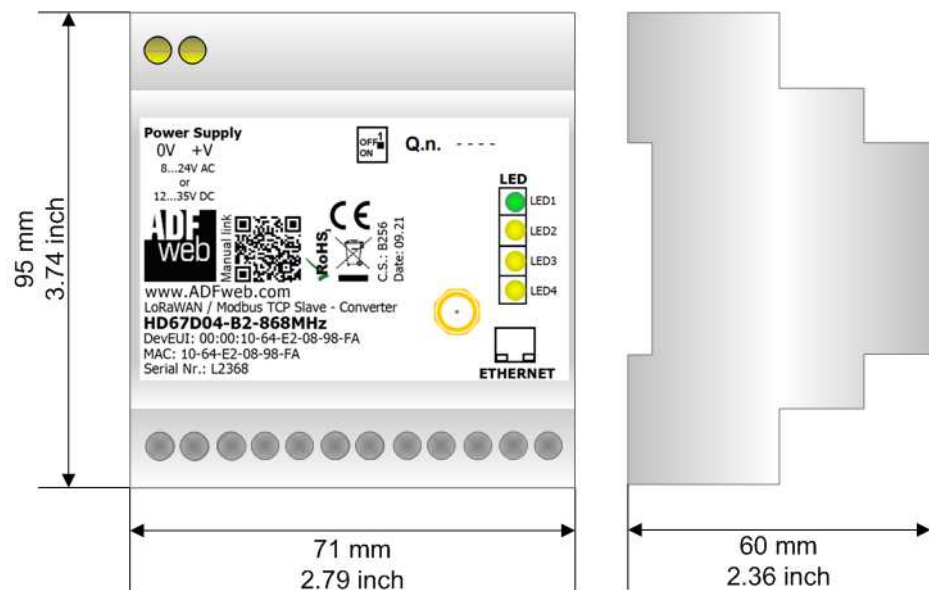 Power Supply
0V +V
8...24V AC
or
12...35V DC
OFF 1
ON
Q.n. ----
LED
LED1
LED2
LED3
LED4
ADF
web
Manual link
RoHS
CE
C.S.: B256
Date: 09.21
www.ADFweb.com
LoRaWAN / Modbus TCP Slave - Converter
HD67D04-B2-868MHz
DevEUI: 00:00:10-64-E2-08-98-FA
MAC: 10-64-E2-08-98-FA
Serial Nr.: L2368
ETHERNET
95 mm
3.74 inch
71 mm
2.79 inch
60 mm
2.36 inch